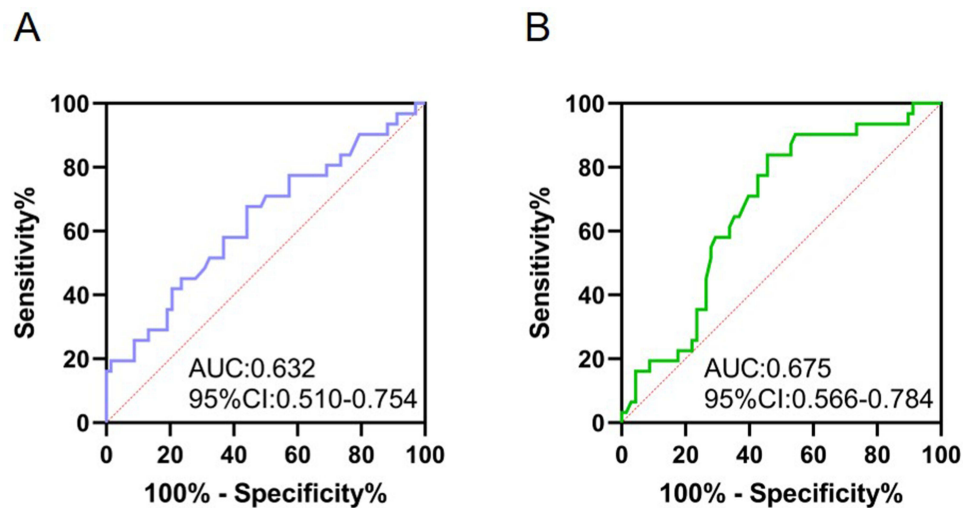 A
B
100
80
60
40
20
0
Sensitivity%
AUC:0.632
95%CI:0.510-0.754
0 20 40 60 80 100
100% - Specificity%
100
80
60
40
20
0
Sensitivity%
AUC:0.675
95%CI:0.566-0.784
0 20 40 60 80 100
100% - Specificity%